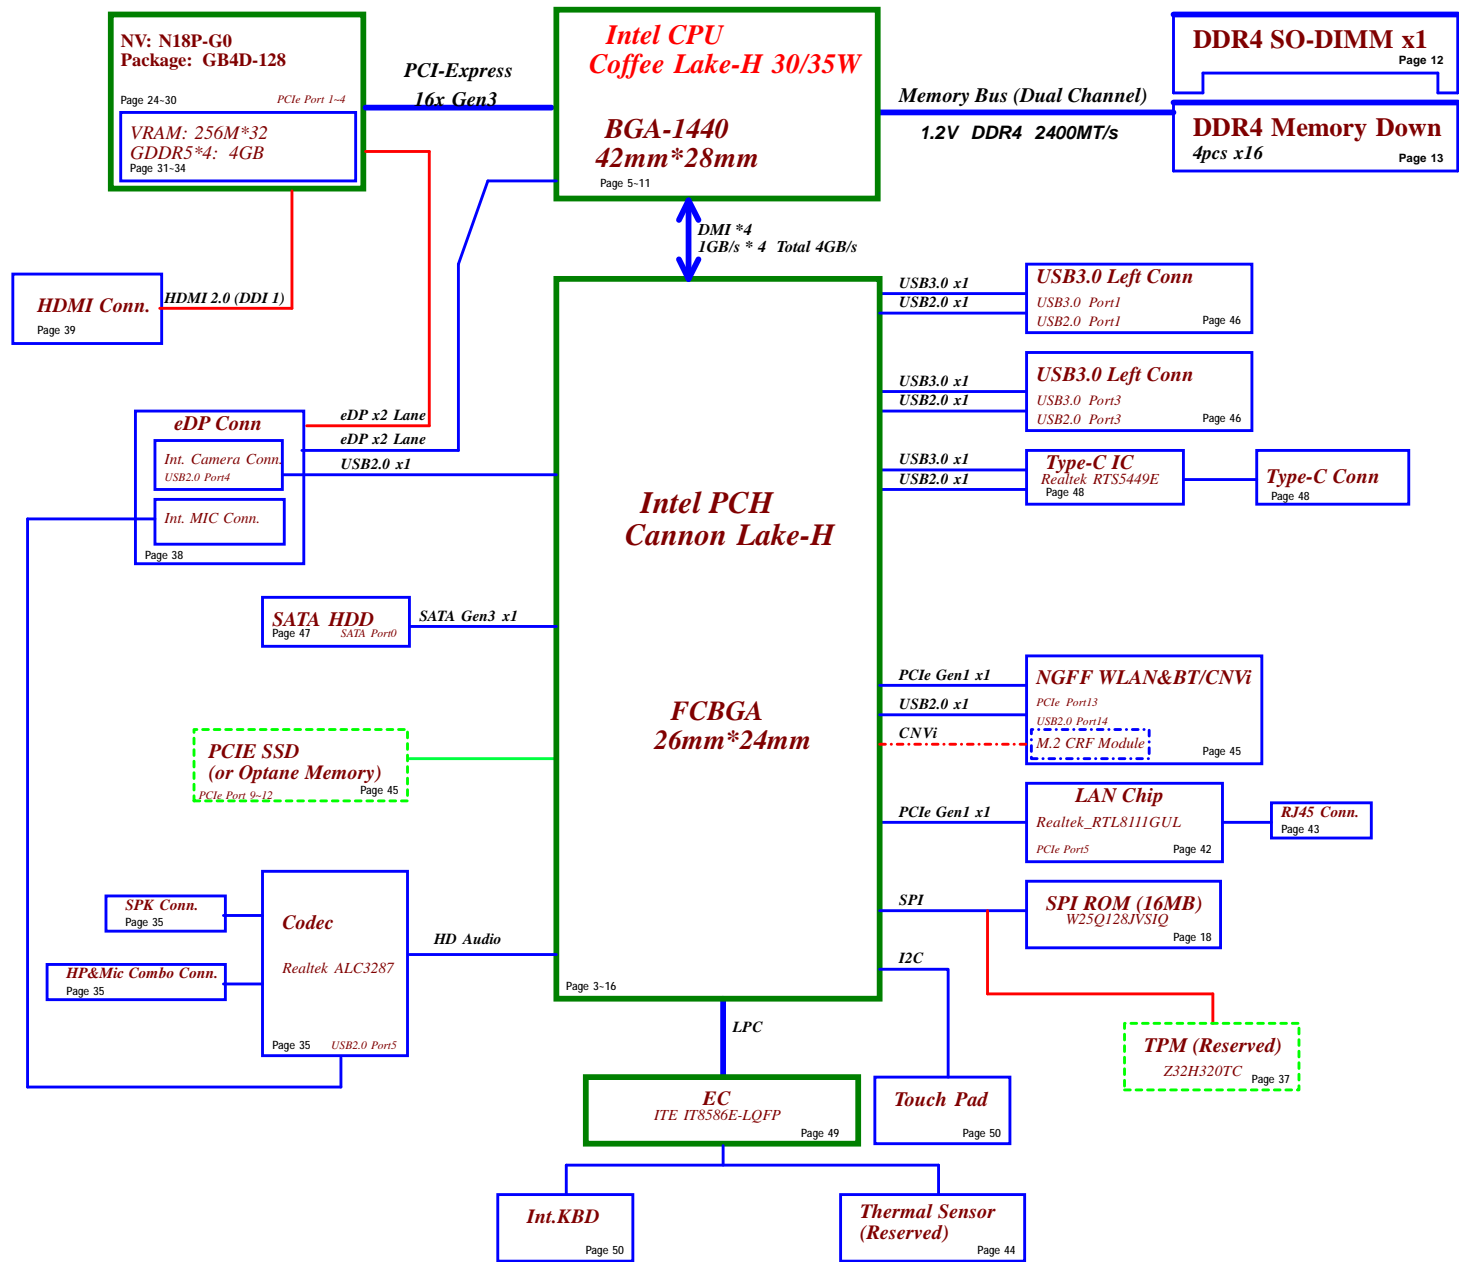 NV: N18P-G0
Package: GB4D-128
Page 24~30
PCIe Port 1~4
VRAM: 256M*32
GDDR5*4: 4GB
Page 31~34
PCI-Express
16x Gen3
Intel CPU
Coffee Lake-H 30/35W
BGA-1440
42mm*28mm
Page 5~11
Memory Bus (Dual Channel)
1.2V DDR4 2400MT/s
DDR4 SO-DIMM x1
Page 12
DDR4 Memory Down
4pcs x16
Page 13
DMI *4
1GB/s * 4 Total 4GB/s
HDMI Conn.
Page 39
HDMI 2.0 (DDI 1)
eDP Conn
Int. Camera Conn.
USB2.0 Port4
Int. MIC Conn.
Page 38
eDP x2 Lane
eDP x2 Lane
USB2.0 x1
Intel PCH
Cannon Lake-H
FCBGA
26mm*24mm
Page 3~16
USB3.0 x1
USB2.0 x1
USB3.0 Left Conn
USB3.0 Port1
USB2.0 Port1
Page 46
USB3.0 x1
USB2.0 x1
USB3.0 Left Conn
USB3.0 Port3
USB2.0 Port3
Page 46
USB3.0 x1
USB2.0 x1
Type-C IC
Realtek RTS5449E
Page 48
Type-C Conn
Page 48
SATA HDD
Page 47
SATA Port0
SATA Gen3 x1
PCIE SSD
(or Optane Memory)
PCIe Port 9~12
Page 45
PCIe Gen1 x1
USB2.0 x1
CNVi
NGFF WLAN&BT/CNVi
PCIe Port13
USB2.0 Port14
M.2 CRF Module
Page 45
PCIe Gen1 x1
LAN Chip
Realtek_RTL8111GUL
PCIe Port5
Page 42
RJ45 Conn.
Page 43
SPI
SPI ROM (16MB)
W25Q128JVSIQ
Page 18
I2C
SPK Conn.
Page 35
HP&Mic Combo Conn.
Page 35
Codec
Realtek ALC3287
Page 35
USB2.0 Port5
HD Audio
LPC
TPM (Reserved)
Z32H320TC
Page 37
EC
ITE IT8586E-LQFP
Page 49
Touch Pad
Page 50
Int.KBD
Page 50
Thermal Sensor
(Reserved)
Page 44